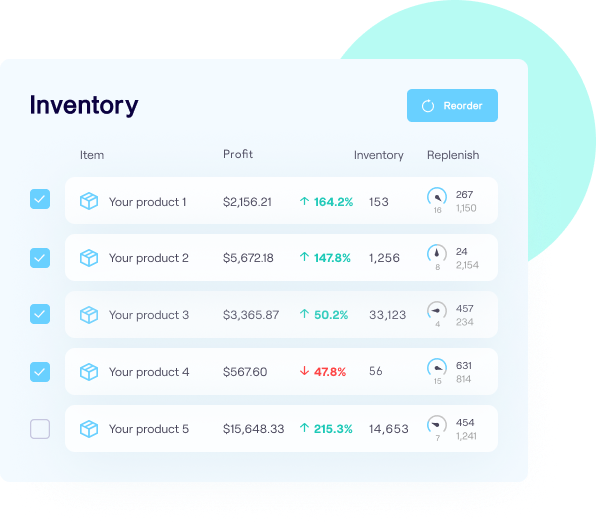 Inventory
Reorder
Item Profit Inventory Replenish
Your product 1 $2,156.21 ↑ 164.2% 153 16 267 1,150
Your product 2 $5,672.18 ↑ 147.8% 1,256 8 24 2,154
Your product 3 $3,365.87 ↑ 50.2% 33,123 4 457 234
Your product 4 $567.60 ↓ 47.8% 56 15 631 814
Your product 5 $15,648.33 ↑ 215.3% 14,653 7 454 1,241